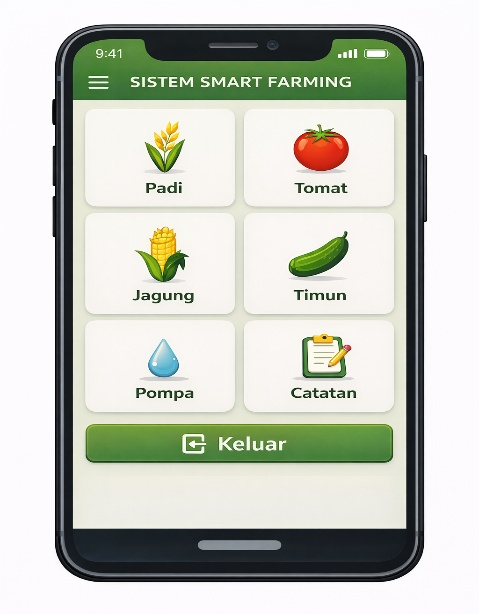 9:41
SISTEM SMART FARMING
Padi
Tomat
Jagung
Timun
Pompa
Catatan
Keluar